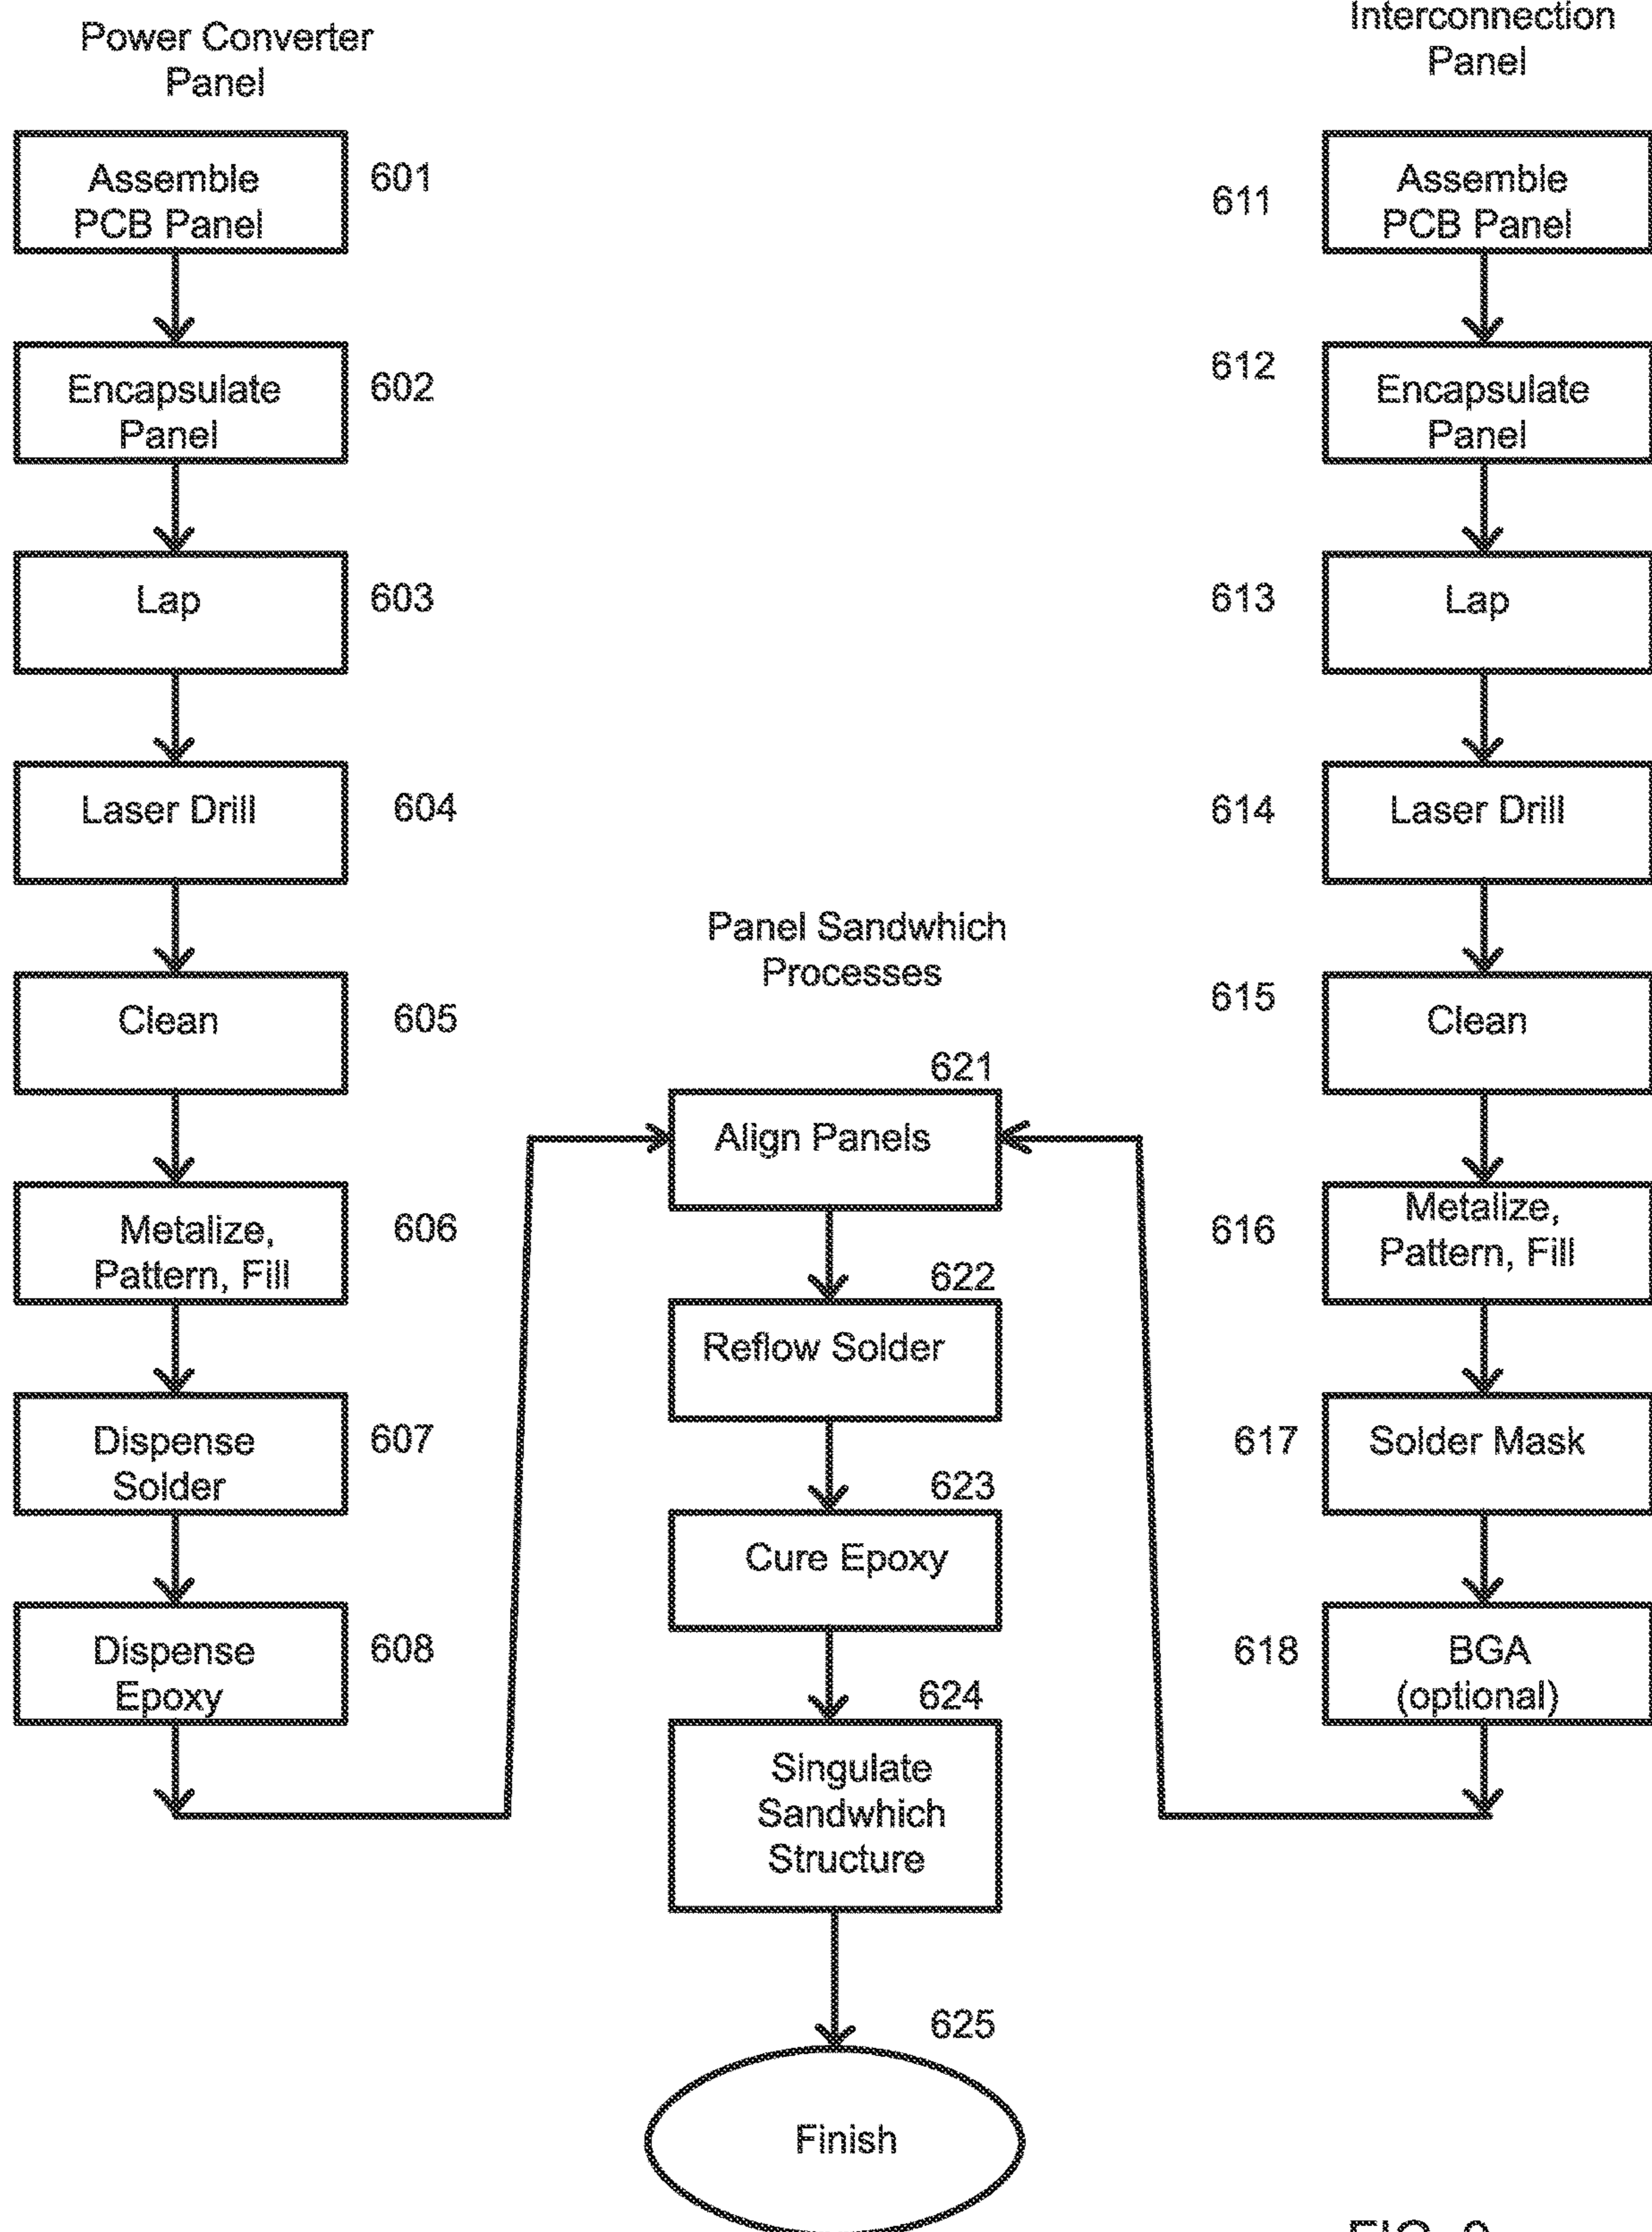 Power Converter
Panel
Assemble
PCB Panel
601
Encapsulate
Panel
602
Lap
603
Laser Drill
604
Clean
605
Metalize,
Pattern, Fill
606
Dispense
Solder
607
Dispense
Epoxy
608
Panel Sandwhich
Processes
621
Align Panels
622
Reflow Solder
623
Cure Epoxy
624
Singulate
Sandwhich
Structure
625
Finish
Interconnection
Panel
611
Assemble
PCB Panel
612
Encapsulate
Panel
613
Lap
614
Laser Drill
615
Clean
616
Metalize,
Pattern, Fill
617
Solder Mask
618
BGA
(optional)